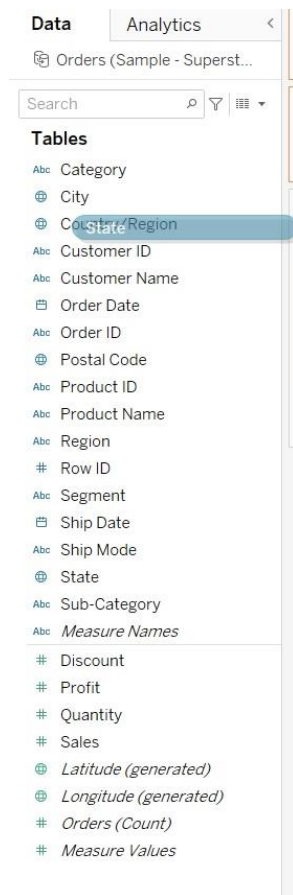 Data Analytics
Orders (Sample - Superst...
Search
Tables
Abc Category
City
Country/Region
State
Abc Customer ID
Abc Customer Name
Order Date
Abc Order ID
Postal Code
Abc Product ID
Abc Product Name
Abc Region
# Row ID
Abc Segment
Ship Date
Abc Ship Mode
State
Abc Sub-Category
Abc Measure Names
# Discount
# Profit
# Quantity
# Sales
Latitude (generated)
Longitude (generated)
# Orders (Count)
# Measure Values